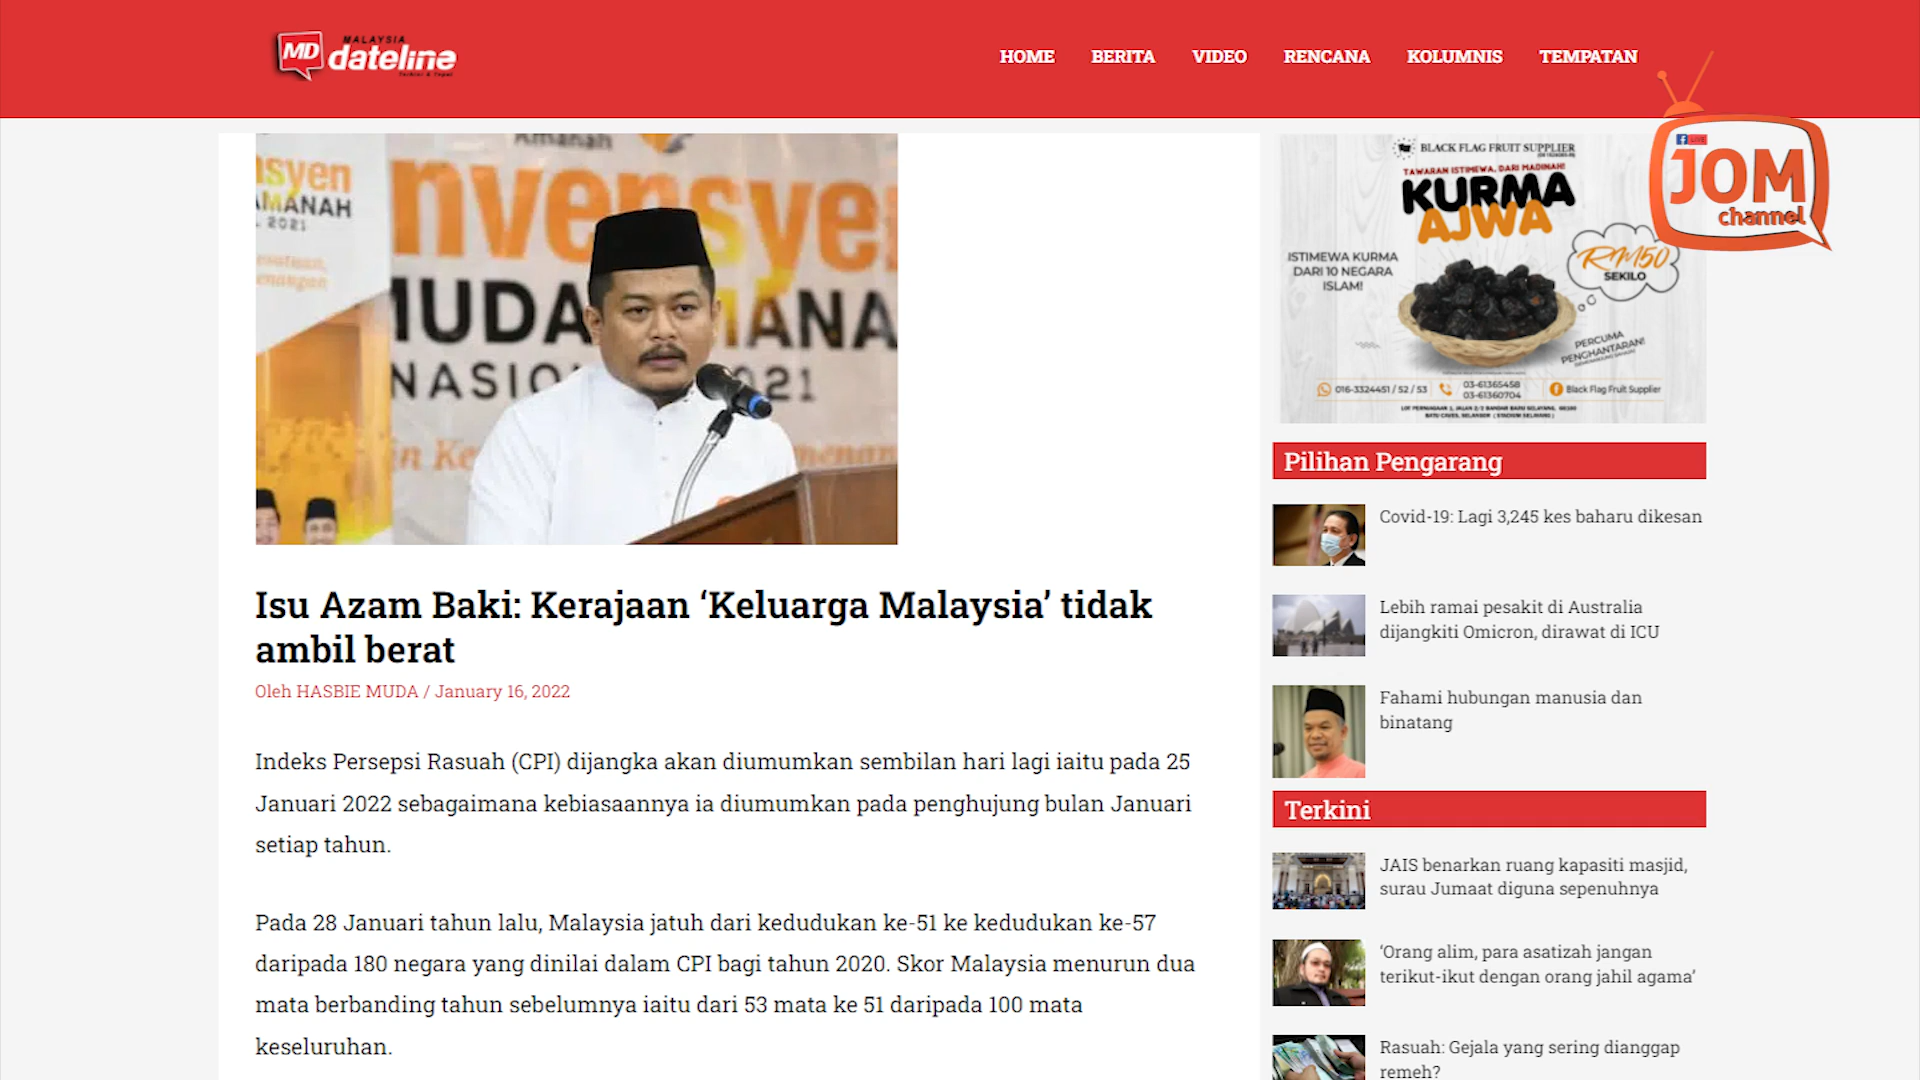 MALAYSIA
MD dateline
HOME BERITA VIDEO RENCANA KOLUMNIS TEMPATAN
LIVE
JOM
channel
Amanah
nsyen
AMANAH
2021
nvensyen
MUDA AMANAH
NASIO 2021
BLACK FLAG FRUIT SUPPLIER
TAWARAN ISTIMEWA, DARI MADINAH!
KURMA
AJWA
ISTIMEWA KURMA
DARI 10 NEGARA
ISLAM!
RM50
SEKILO
PERCUMA
PENGHANTARAN!
016-3324451 / 52 / 53
03-61365458
03-61360704
Black Flag Fruit Supplier
Isu Azam Baki: Kerajaan ‘Keluarga Malaysia’ tidak
ambil berat
Oleh HASBIE MUDA / January 16, 2022
Indeks Persepsi Rasuah (CPI) dijangka akan diumumkan sembilan hari lagi iaitu pada 25
Januari 2022 sebagaimana kebiasaannya ia diumumkan pada penghujung bulan Januari
setiap tahun.
Pada 28 Januari tahun lalu, Malaysia jatuh dari kedudukan ke-51 ke kedudukan ke-57
daripada 180 negara yang dinilai dalam CPI bagi tahun 2020. Skor Malaysia menurun dua
mata berbanding tahun sebelumnya iaitu dari 53 mata ke 51 daripada 100 mata
keseluruhan.
Pilihan Pengarang
Covid-19: Lagi 3,245 kes baharu dikesan
Lebih ramai pesakit di Australia
dijangkiti Omicron, dirawat di ICU
Fahami hubungan manusia dan
binatang
Terkini
JAIS benarkan ruang kapasiti masjid,
surau Jumaat diguna sepenuhnya
‘Orang alim, para asatizah jangan
terikut-ikut dengan orang jahil agama’
Rasuah: Gejala yang sering dianggap
remeh?